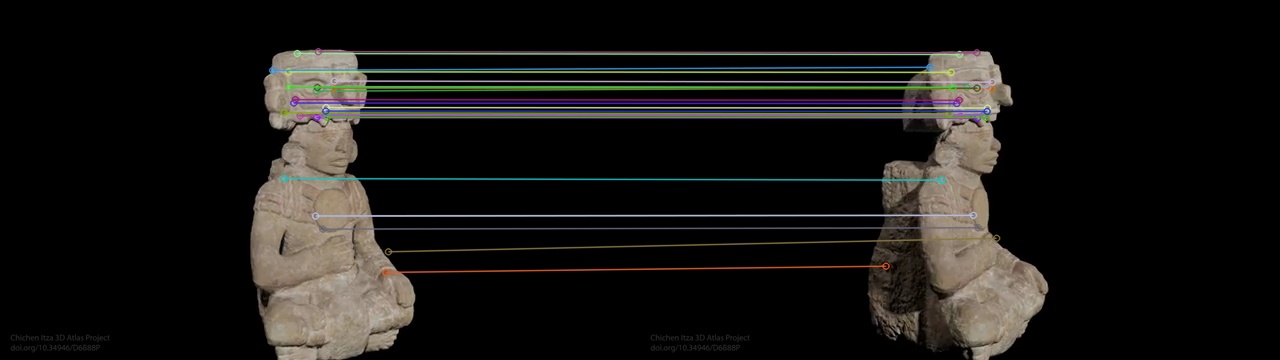 Chichen Itza 3D Atlas Project
doi.org/10.34946/D6B88P
Chichen Itza 3D Atlas Project
doi.org/10.34946/D6B88P